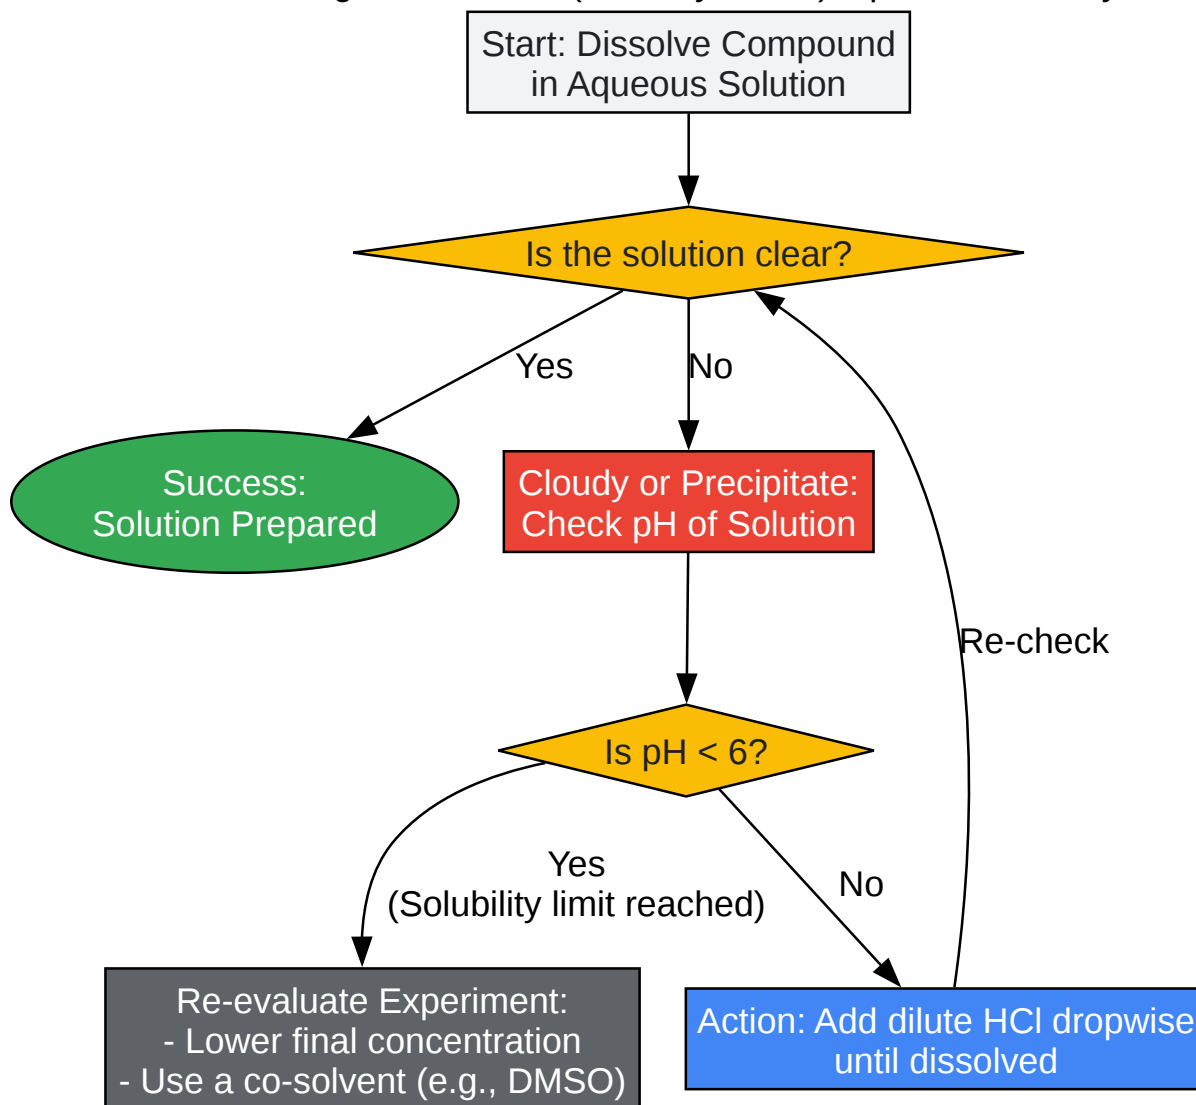 Start: Dissolve Compound
in Aqueous Solution
Is the solution clear?
Yes
No
Success:
Solution Prepared
Cloudy or Precipitate:
Check pH of Solution
Re-check
Is pH < 6?
Yes
(Solubility limit reached)
No
Re-evaluate Experiment:
- Lower final concentration
- Use a co-solvent (e.g., DMSO)
Action: Add dilute HCl dropwise
until dissolved